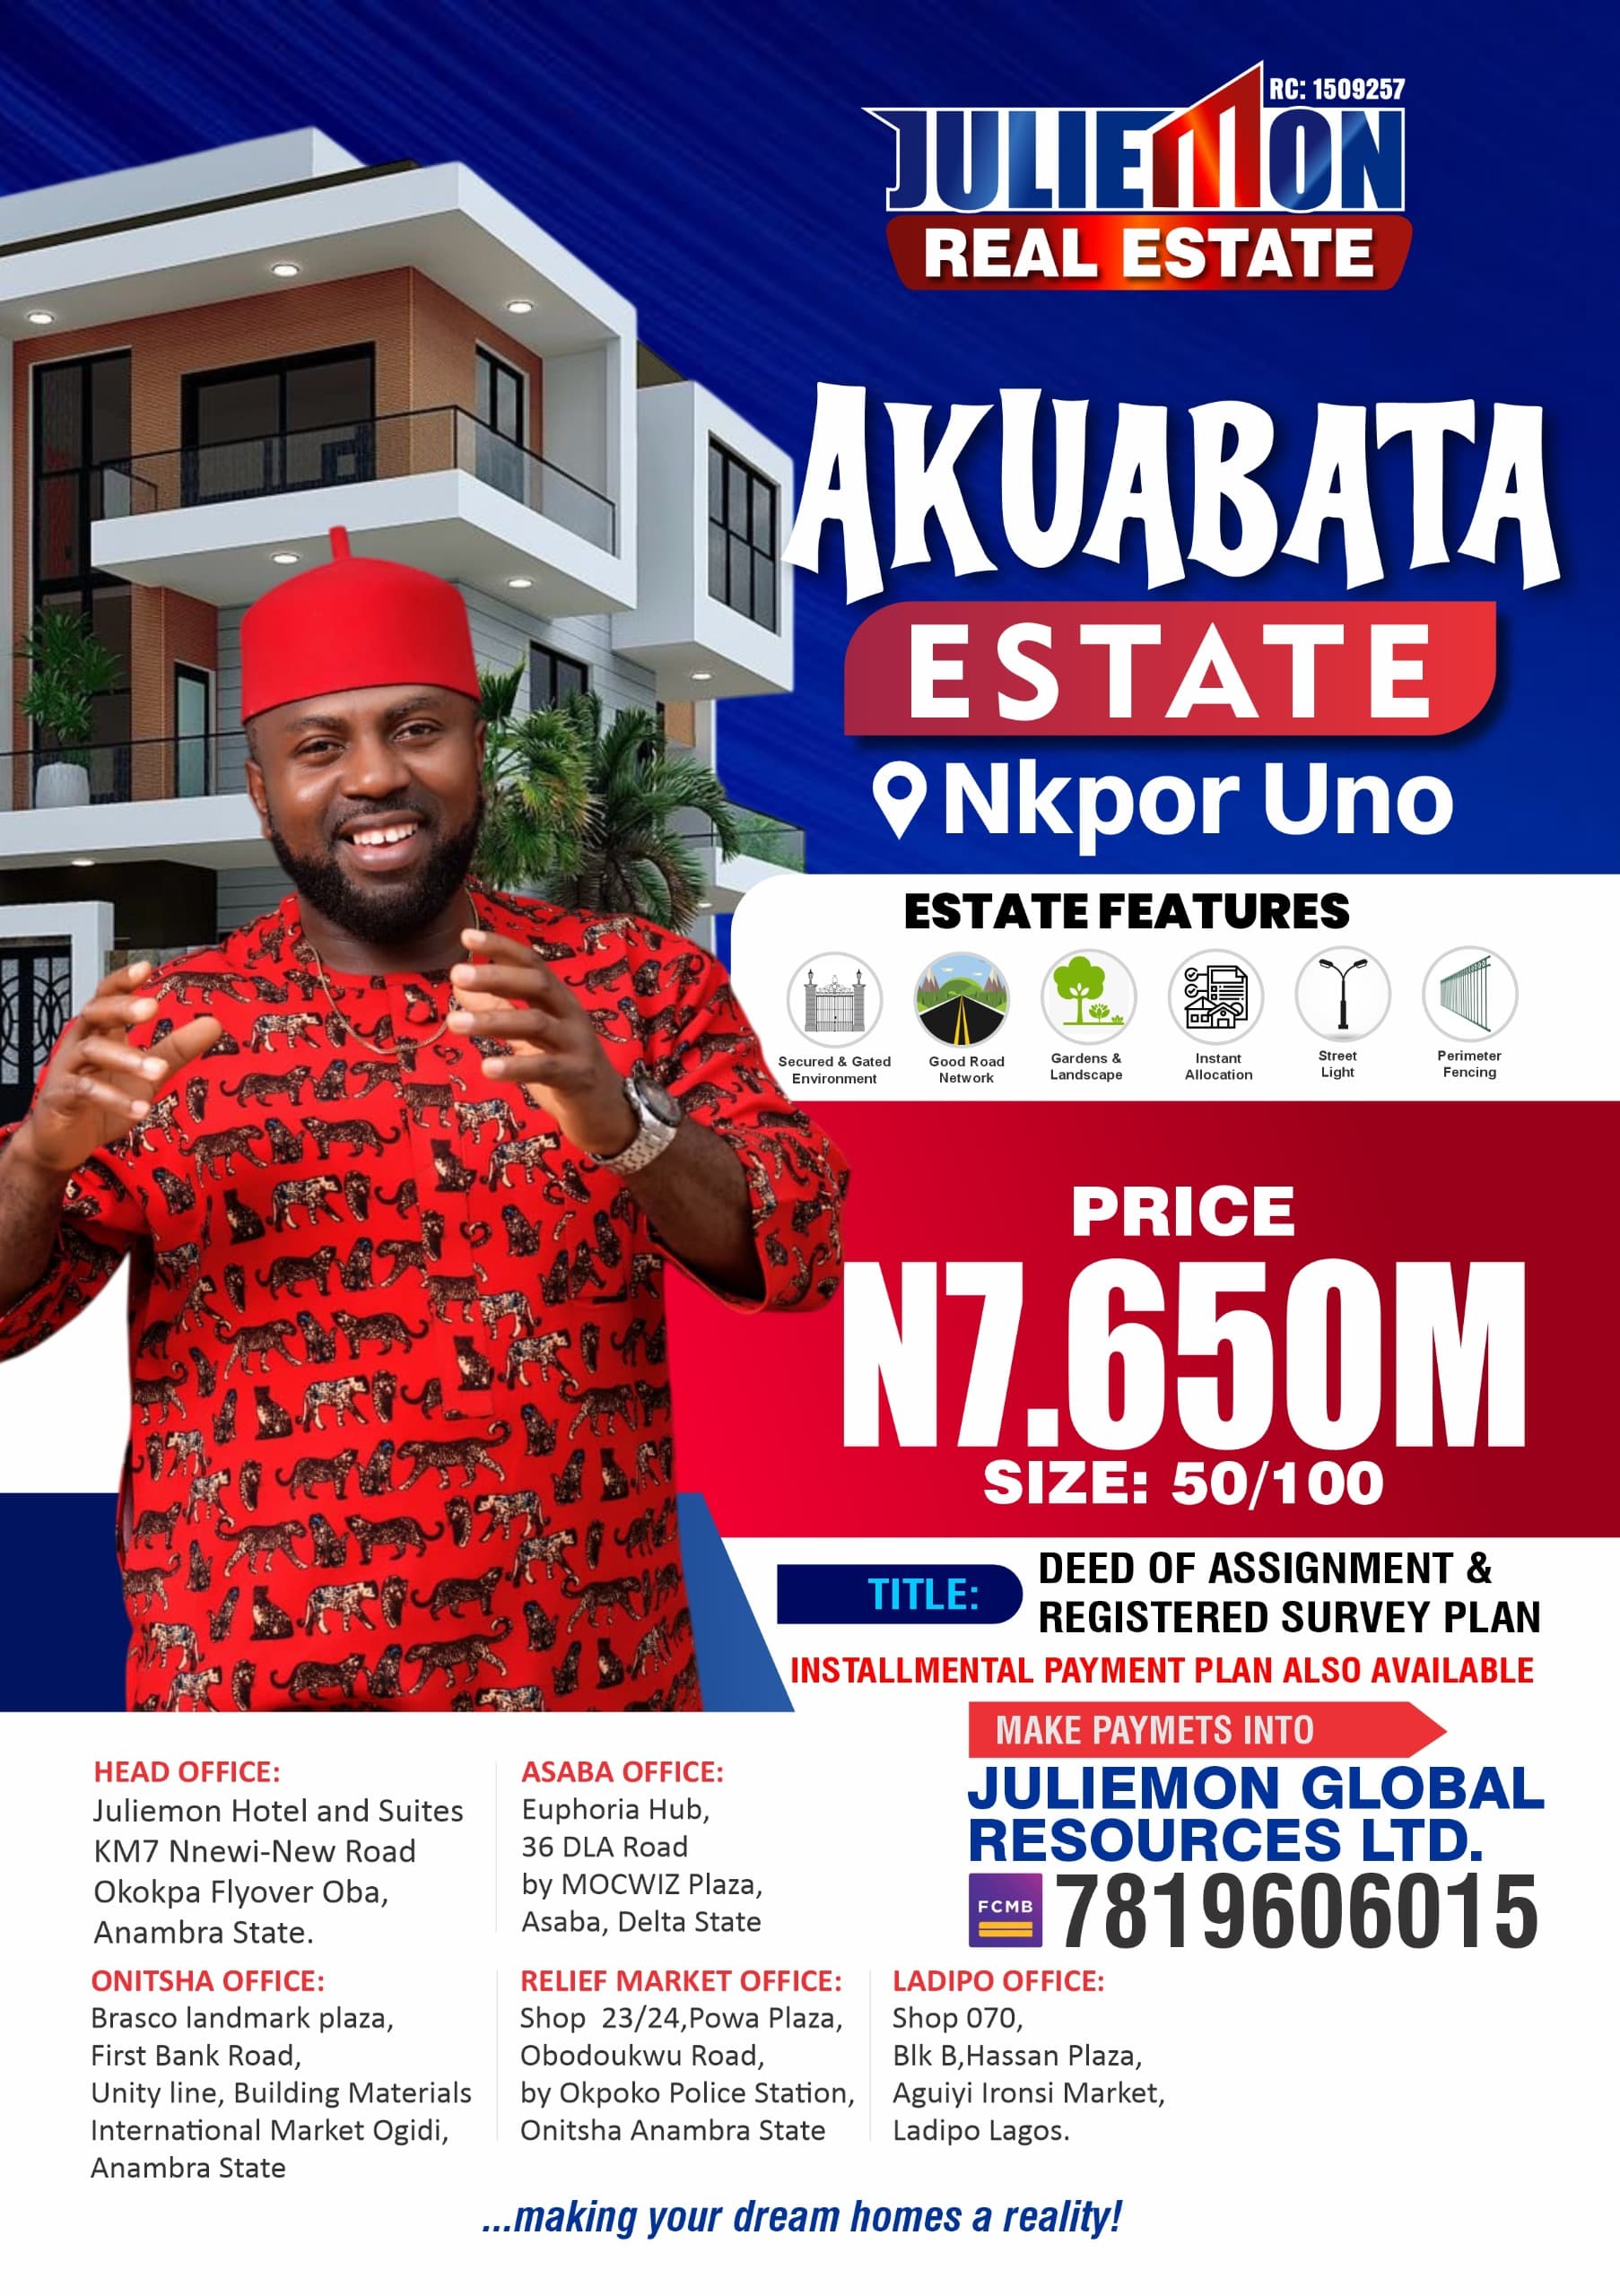 RC: 1509257
JULIEMON
REAL ESTATE
AKUABATA
ESTATE
Nkpor Uno
ESTATE FEATURES
Secured & Gated
Environment
Good Road
Network
Gardens &
Landscape
Instant
Allocation
Street
Light
Perimeter
Fencing
PRICE
N7.650M
SIZE: 50/100
TITLE:
DEED OF ASSIGNMENT &
REGISTERED SURVEY PLAN
INSTALLMENTAL PAYMENT PLAN ALSO AVAILABLE
MAKE PAYMETS INTO
JULIEMON GLOBAL
RESOURCES LTD.
FCMB
7819606015
HEAD OFFICE:
Juliemon Hotel and Suites
KM7 Nnewi-New Road
Okokpa Flyover Oba,
Anambra State.
ASABA OFFICE:
Euphoria Hub,
36 DLA Road
by MOCWIZ Plaza,
Asaba, Delta State
ONITSHA OFFICE:
Brasco landmark plaza,
First Bank Road,
Unity line, Building Materials
International Market Ogidi,
Anambra State
RELIEF MARKET OFFICE:
Shop 23/24,Powa Plaza,
Obodoukwu Road,
by Okpoko Police Station,
Onitsha Anambra State
LADIPO OFFICE:
Shop 070,
Blk B,Hassan Plaza,
Aguiyi Ironsi Market,
Ladipo Lagos.
...making your dream homes a reality!